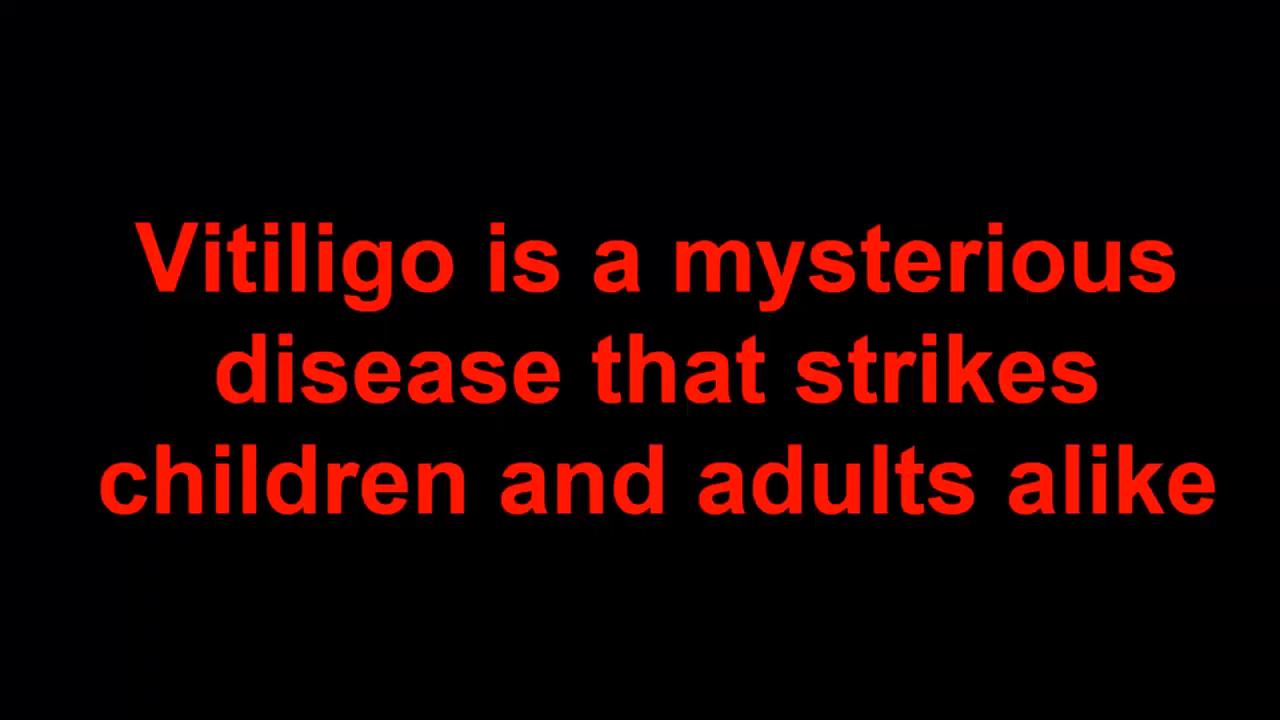 Vitiligo is a mysterious
disease that strikes
children and adults alike